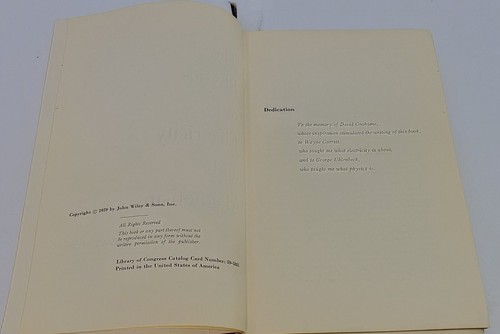 Copyright © 1959 by John Wiley & Sons, Inc.
All Rights Reserved
This book or any part thereof must not
be reproduced in any form without the
written permission of the publisher.
Library of Congress Catalog Card Number:
Printed in the United States of America
Dedication
To the memory of David
whose inspiration stimulated the writing of this book,
to
who taught me what electricity is about,
and to George Uhlenbeck,
who taught me what physics is.